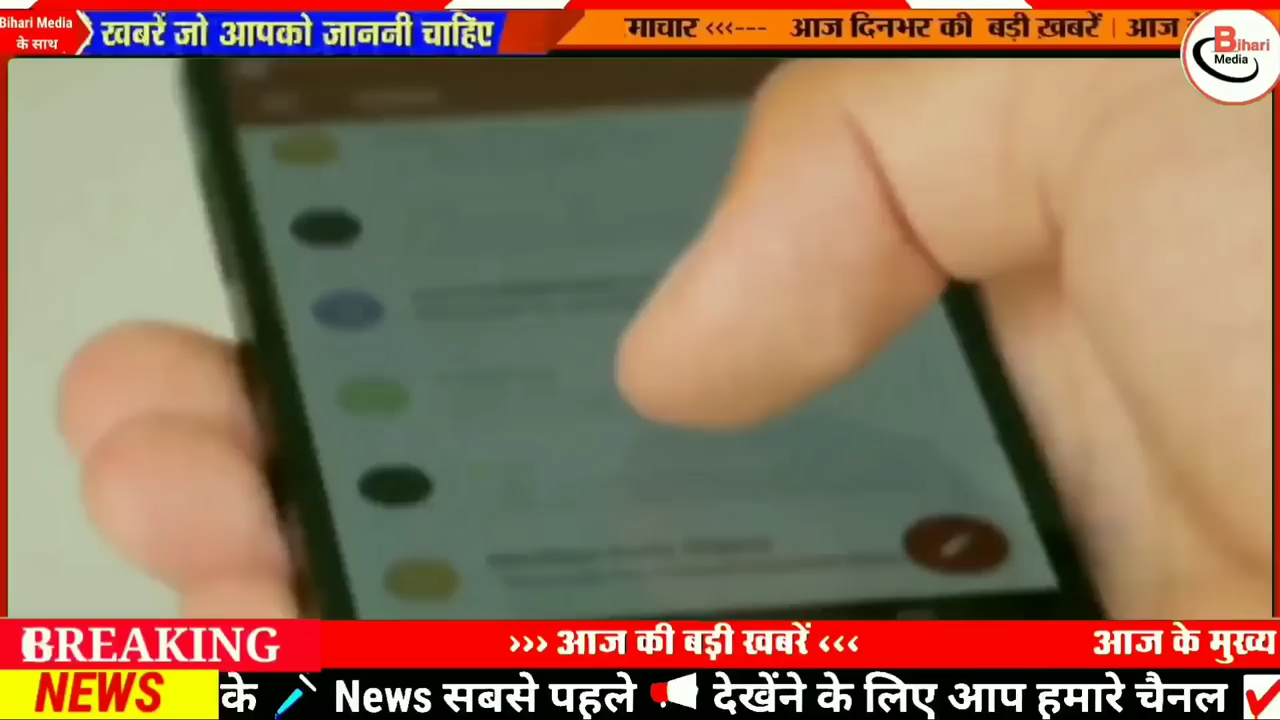 Bihari Media
के साथ
खबरें जो आपको जाननी चाहिए
माचार <<<--- आज दिनभर की बड़ी ख़बरें | आज
Bihari
Media
BREAKING
NEWS
>>> आज की बड़ी खबरें <<< आज के मुख्य
के News सबसे पहले देखेंने के लिए आप हमारे चैनल